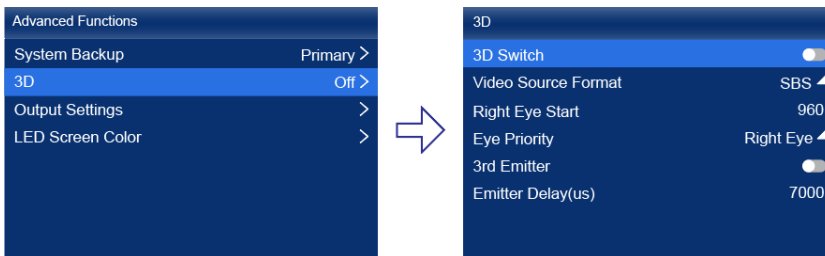 Advanced Functions
System Backup Primary >
3D Off >
Output Settings >
LED Screen Color >
3D
3D Switch
Video Source Format SBS
Right Eye Start 960
Eye Priority Right Eye
3rd Emitter
Emitter Delay(us) 7000